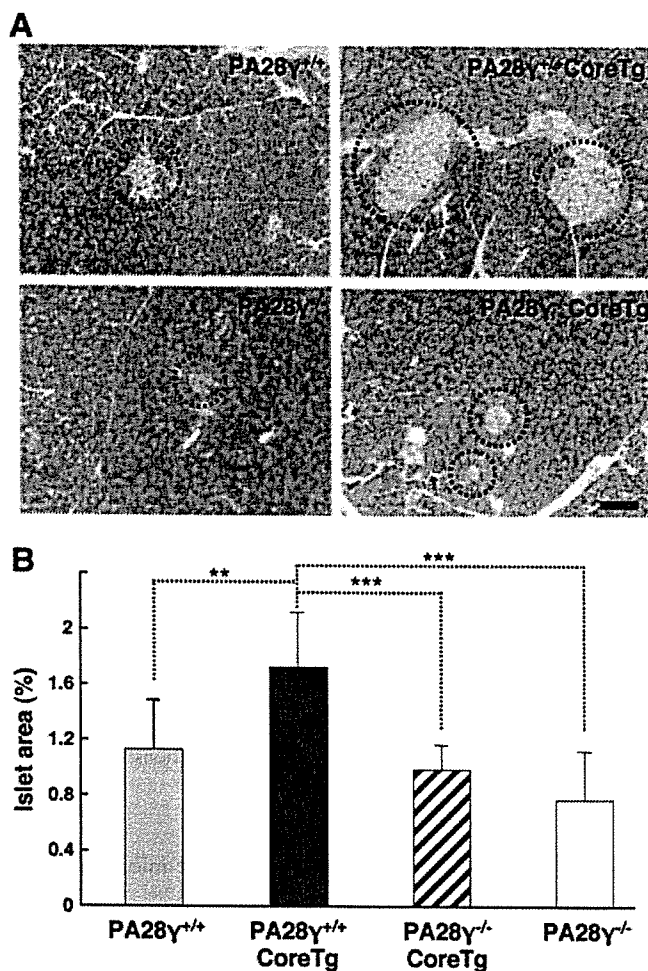 A
PA28γ+/+
PA28γ+/+CoreTg
PA28γ-/-
PA28γ-/-CoreTg
B
Islet area (%)
2
1.6
1.2
0.8
0.4
0
**
***
***
PA28γ+/+
PA28γ+/+
CoreTg
PA28γ-/-
CoreTg
PA28γ-/-